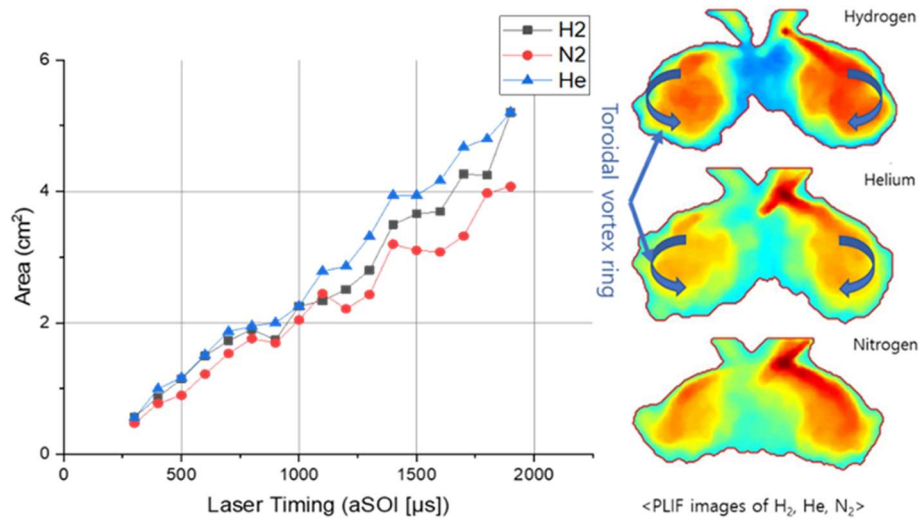 H2
N2
He
6
4
2
0
Area (cm²)
0
500
1000
1500
2000
Laser Timing (aSOI [µs])
Toroidal vortex ring
Hydrogen
Helium
Nitrogen
<PLIF images of H₂, He, N₂>